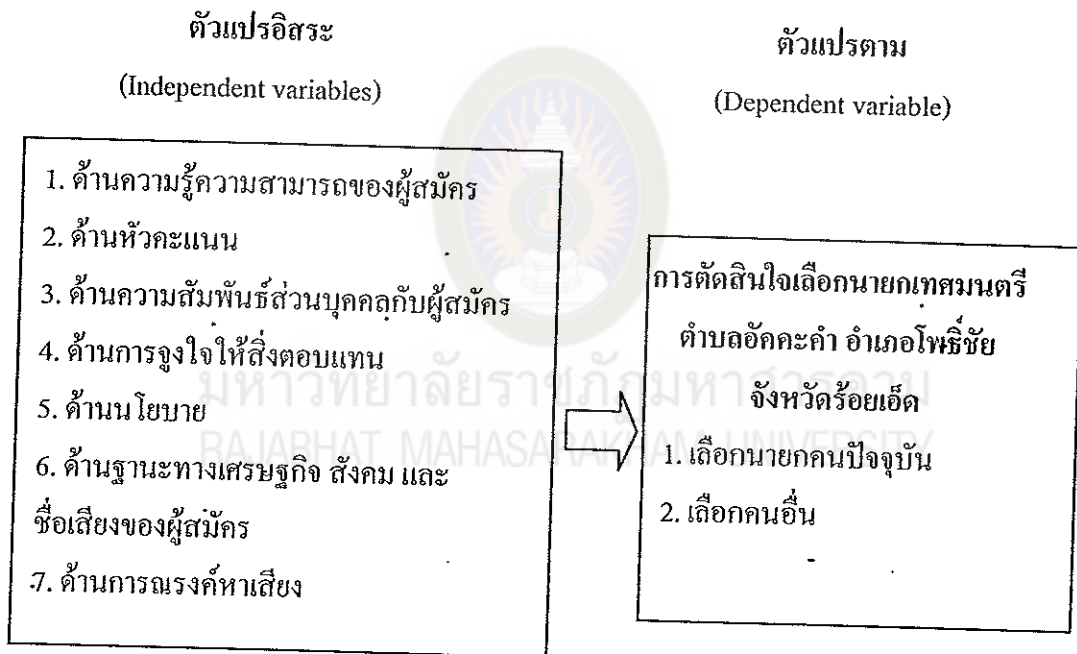 ตัวแปรอิสระ
(Independent variables)
1. ด้านความรู้ความสามารถของผู้สมัคร
2. ด้านหัวคะแนน
3. ด้านความสัมพันธ์ส่วนบุคคลกับผู้สมัคร
4. ด้านการจูงใจให้สิ่งตอบแทน
5. ด้านนโยบาย
6. ด้านฐานะทางเศรษฐกิจ สังคม และ
ชื่อเสียงของผู้สมัคร
7. ด้านการณรงค์หาเสียง
ตัวแปรตาม
(Dependent variable)
การตัดสินใจเลือกนายกเทศมนตรี
ตำบลอัคคะคำ อำเภอโพธิ์ชัย
จังหวัดร้อยเอ็ด
1. เลือกนายกคนปัจจุบัน
2. เลือกคนอื่น
มหาวิทยาลัยราชภัฏมหาสารคาม
RAJABHAT MAHASARAKHAM UNIVERSITY